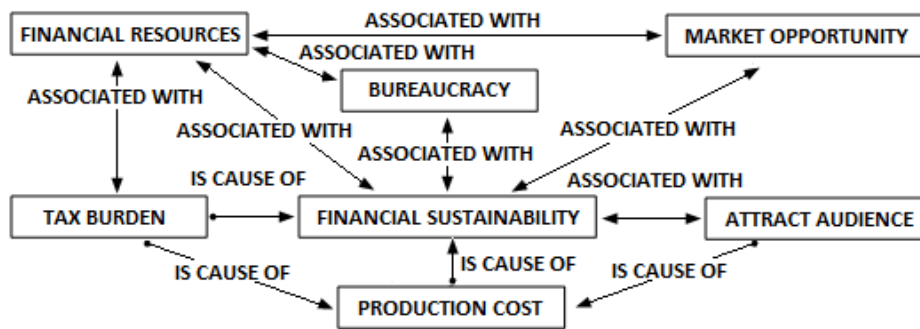 ASSOCIATED WITH
FINANCIAL RESOURCES
MARKET OPPORTUNITY
ASSOCIATED WITH
BUREAUCRACY
ASSOCIATED WITH
ASSOCIATED WITH
ASSOCIATED WITH
ASSOCIATED WITH
IS CAUSE OF
ASSOCIATED WITH
TAX BURDEN
FINANCIAL SUSTAINABILITY
ATTRACT AUDIENCE
IS CAUSE OF
IS CAUSE OF
IS CAUSE OF
PRODUCTION COST